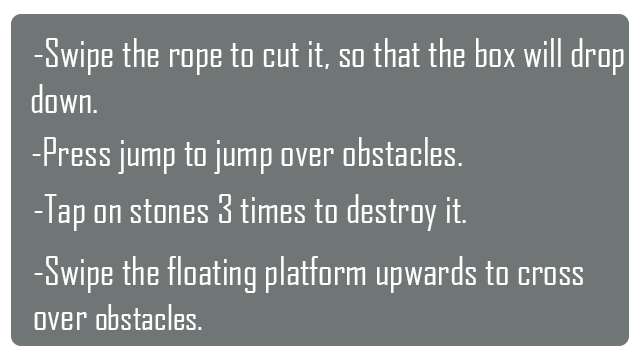 -Swipe the rope to cut it, so that the box will drop
down.
-Press jump to jump over obstacles.
-Tap on stones 3 times to destroy it.
-Swipe the floating platform upwards to cross
over obstacles.